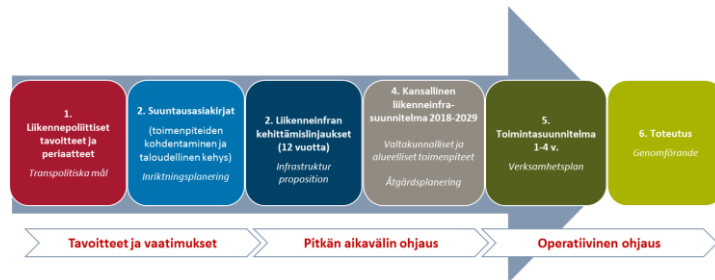 1.
Liikennepoliittiset
tavoitteet ja
periaatteet
Transpolitiska mål
2. Suuntausasiakirjat
(toimenpiteiden
kohdentaminen ja
taloudellinen kehys)
Inriktningsplanering
2. Liikenneinfran
kehittämislinjaukset
(12 vuotta)
Infrastruktur
proposition
4. Kansallinen
liikenneinfra-
suunnitelma 2018-2029
Valtakunnalliset ja
alueelliset toimenpiteet
Åtgärdsplanering
5.
Toimintasuunnitelma
1-4 v.
Verksamhetsplan
6. Toteutus
Genomförande
Tavoitteet ja vaatimukset
Pitkän aikavälin ohjaus
Operatiivinen ohjaus